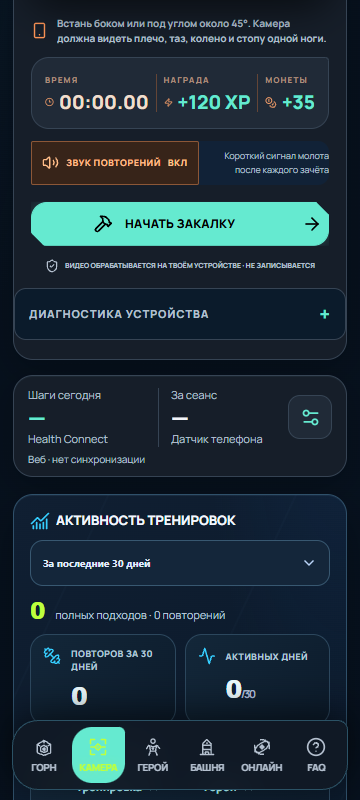 Встань боком или под углом около 45°. Камера
должна видеть плечо, таз, колено и стопу одной ноги.
ВРЕМЯ
00:00.00
НАГРАДА
+120 XP
МОНЕТЫ
+35
ЗВУК ПОВТОРЕНИЙ ВКЛ
Короткий сигнал молота
после каждого зачёта
НАЧАТЬ ЗАКАЛКУ
ВИДЕО ОБРАБАТЫВАЕТСЯ НА ТВОЁМ УСТРОЙСТВЕ · НЕ ЗАПИСЫВАЕТСЯ
ДИАГНОСТИКА УСТРОЙСТВА +
Шаги сегодня
—
Health Connect
За сеанс
—
Датчик телефона
Веб · нет синхронизации
АКТИВНОСТЬ ТРЕНИРОВОК
За последние 30 дней
0 полных подходов · 0 повторений
ПОВТОРОВ ЗА 30
ДНЕЙ
0
АКТИВНЫХ ДНЕЙ
0/30
ГОРН
КАМЕРА
ГЕРОЙ
БАШНЯ
ОНЛАЙН
FAQ